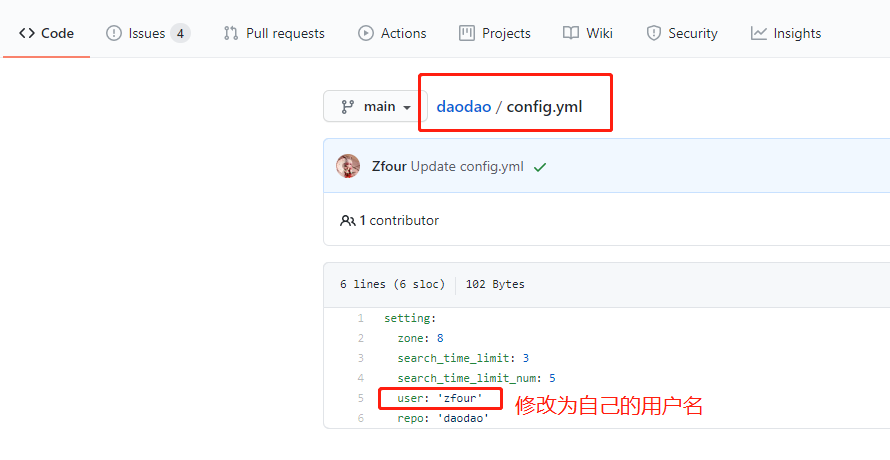 Code Issues 4 Pull requests Actions Projects Wiki Security Insights
main daodao / config.yml
Zfour Update config.yml
1 contributor
6 lines (6 sloc) 102 Bytes
1 setting:
2 zone: 8
3 search_time_limit: 3
4 search_time_limit_num: 5
5 user: 'zfour' 修改为自己的用户名
6 repo: 'daodao'